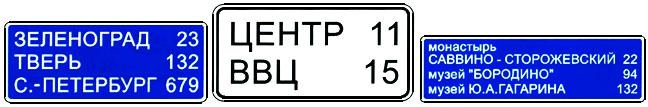 ЗЕЛЕНОГРАД 23
ТВЕРЬ 132
С.-ПЕТЕРБУРГ 679
ЦЕНТР 11
ВВЦ 15
монастырь
САВВИНО - СТОРОЖЕВСКИЙ 22
музей "БОРОДИНО" 94
музей Ю.А.ГАГАРИНА 132